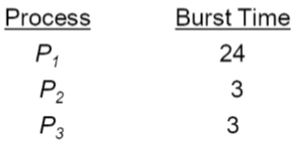 Process Burst Time
P₁ 24
P₂ 3
P₃ 3